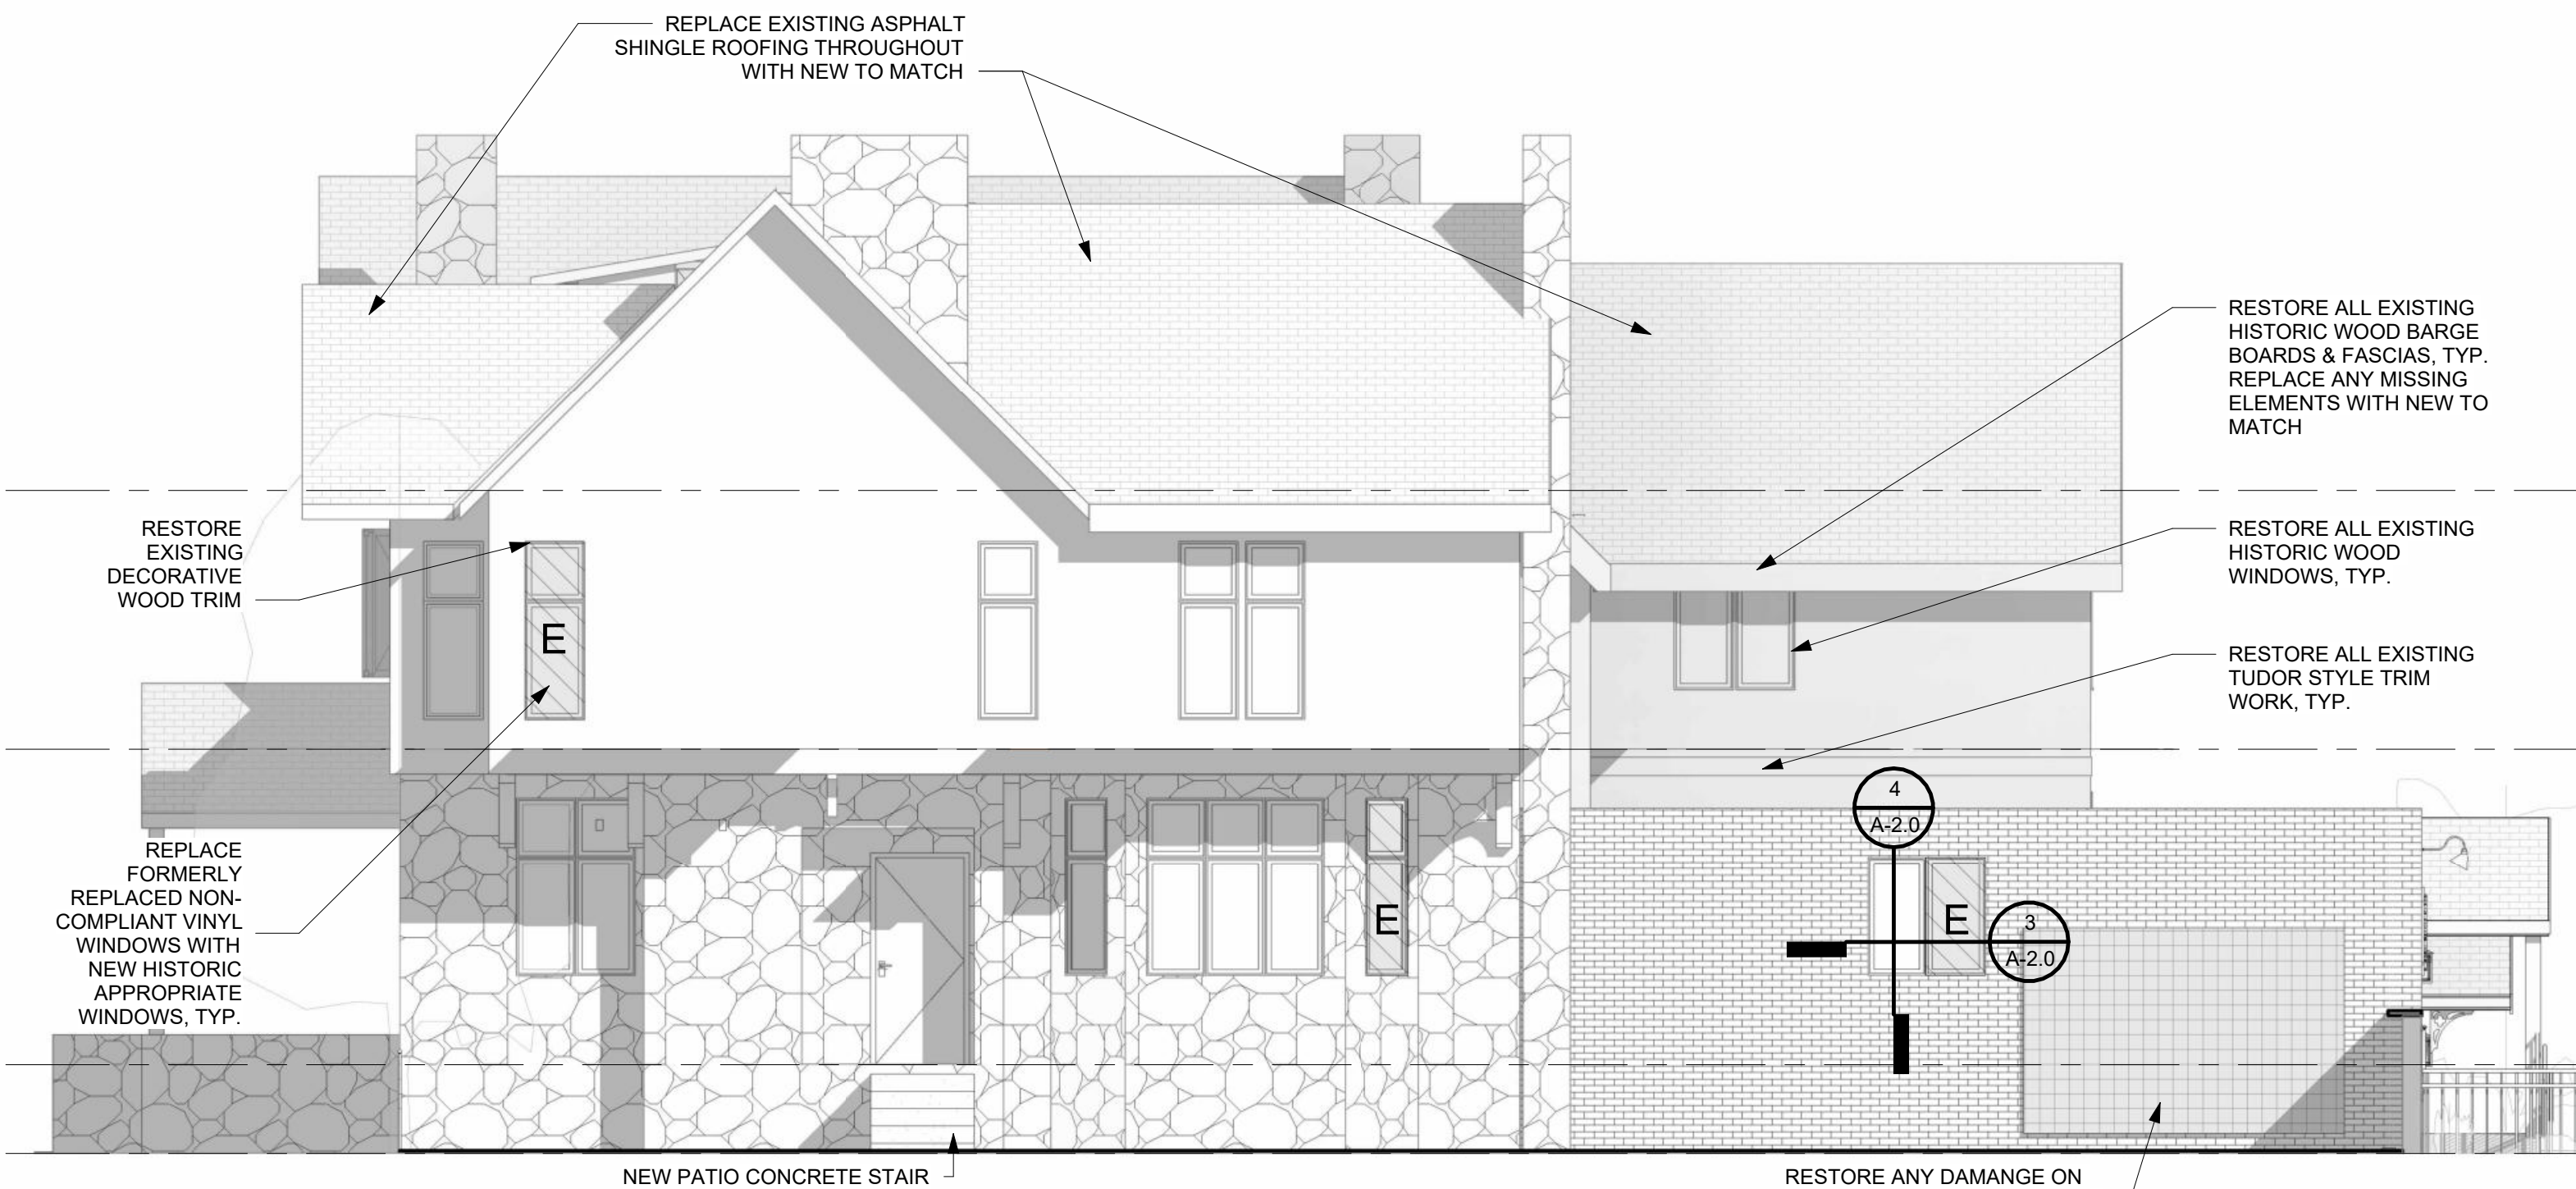 REPLACE EXISTING ASPHALT
SHINGLE ROOFING THROUGHOUT
WITH NEW TO MATCH
RESTORE ALL EXISTING
HISTORIC WOOD BARGE
BOARDS & FASCIAS, TYP.
REPLACE ANY MISSING
ELEMENTS WITH NEW TO
MATCH
RESTORE
EXISTING
DECORATIVE
WOOD TRIM
RESTORE ALL EXISTING
HISTORIC WOOD
WINDOWS, TYP.
E
RESTORE ALL EXISTING
TUDOR STYLE TRIM
WORK, TYP.
4
A-2.0
REPLACE
FORMERLY
REPLACED NON-
COMPLIANT VINYL
WINDOWS WITH
NEW HISTORIC
APPROPRIATE
WINDOWS, TYP.
E
E
3
A-2.0
NEW PATIO CONCRETE STAIR
RESTORE ANY DAMANGE ON